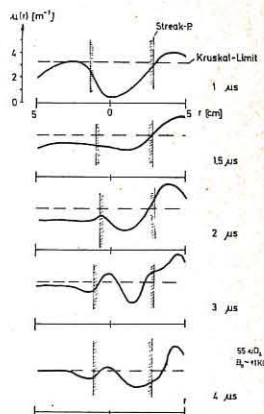 μ(r) [m⁻¹]
Streak-P.
4
2
0
Kruskal-Limit
1 μs
5 0 r [cm] 5
1,5 μs
2 μs
3 μs
4 μs
r